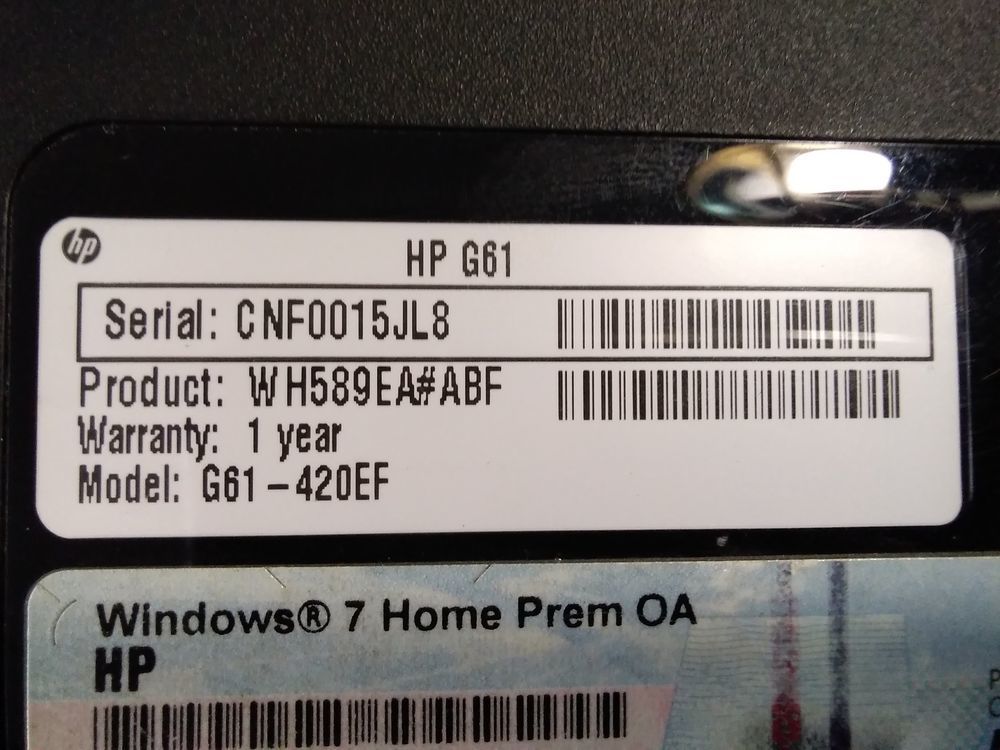 hp
HP G61
Serial: CNF0015JL8
Product: WH589EA#ABF
Warranty: 1 year
Model: G61-420EF
Windows® 7 Home Prem OA
HP